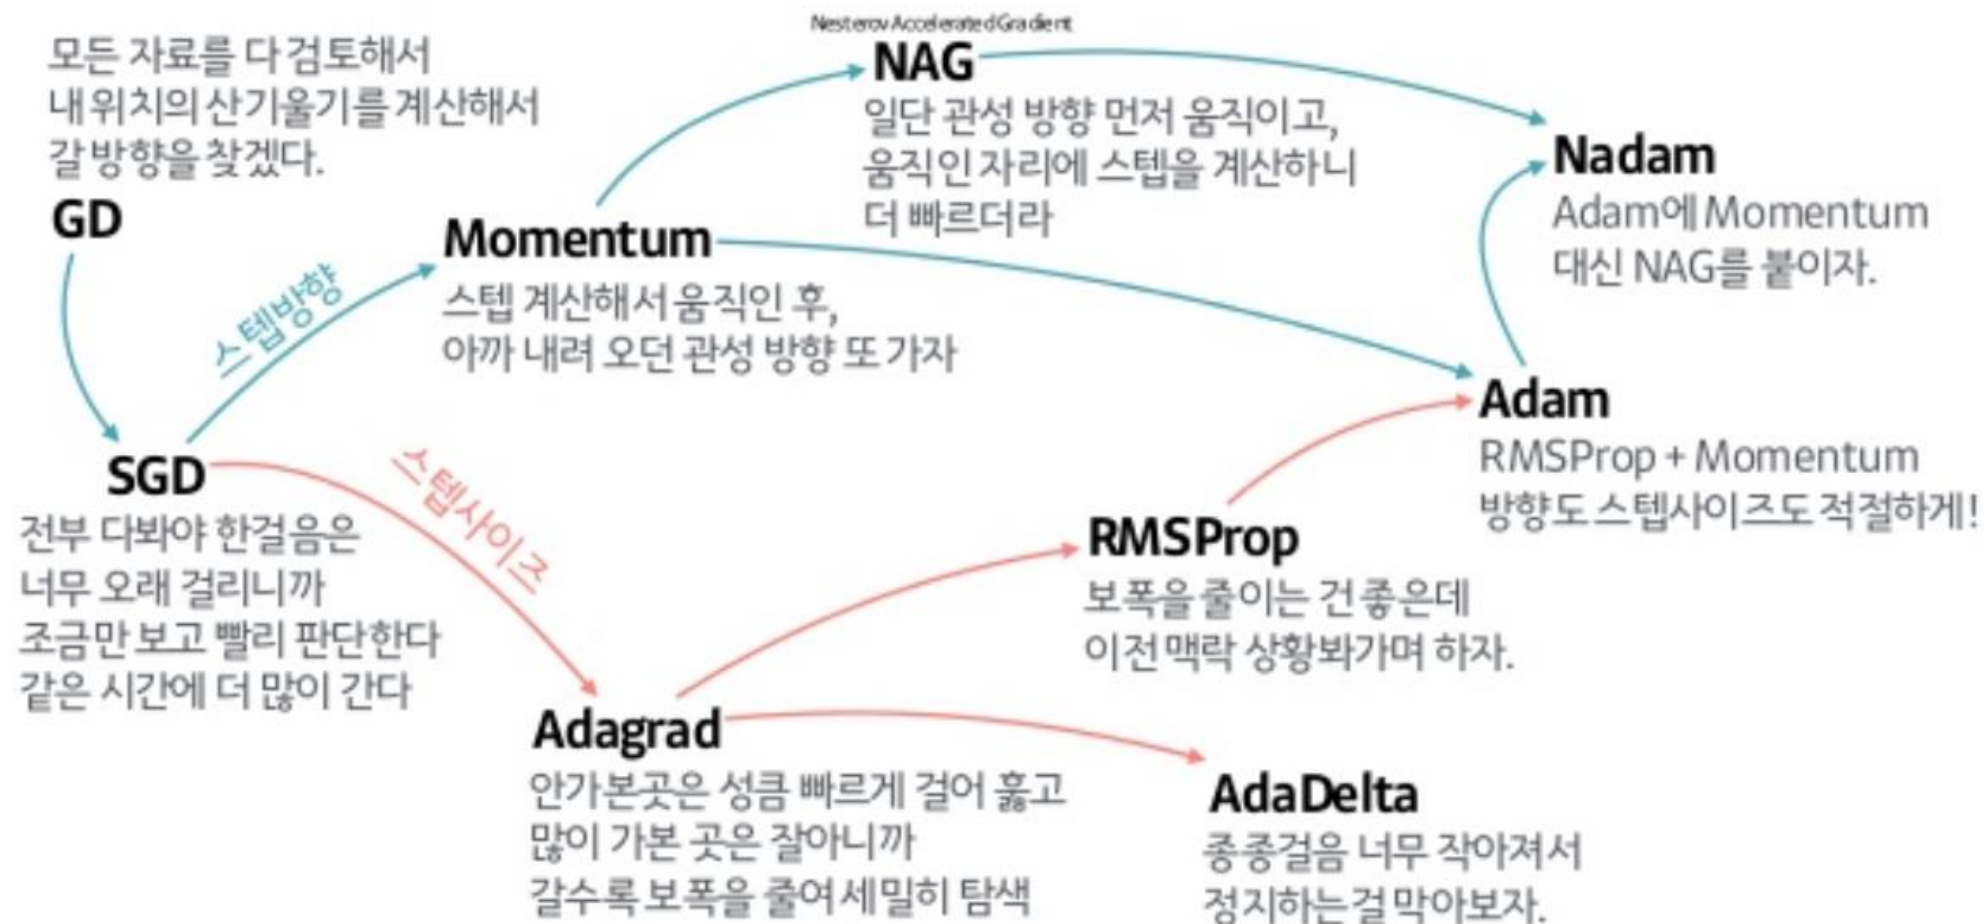 모든 자료를 다 검토해서
내 위치의 산기울기를 계산해서
갈 방향을 찾겠다.
GD
스텝방향
SGD
전부 다봐야 한걸음은
너무 오래 걸리니까
조금만 보고 빨리 판단한다
같은 시간에 더 많이 간다
Momentum
스텝 계산해서 움직인 후,
아까 내려 오던 관성 방향 또 가자
Nesterov Accelerated Gradient
NAG
일단 관성 방향 먼저 움직이고,
움직인 자리에 스텝을 계산하니
더 빠르더라
Nadam
Adam에 Momentum
대신 NAG를 붙이자.
Adam
RMSProp + Momentum
방향도 스텝사이즈도 적절하게!
스텝사이즈
RMSProp
보폭을 줄이는 건 좋은데
이전 맥락 상황봐가며 하자.
Adagrad
안가본곳은 성큼 빠르게 걸어 훓고
많이 가본 곳은 잘아니까
갈수록 보폭을 줄여 세밀히 탐색
AdaDelta
종종걸음 너무 작아져서
정지하는걸 막아보자.